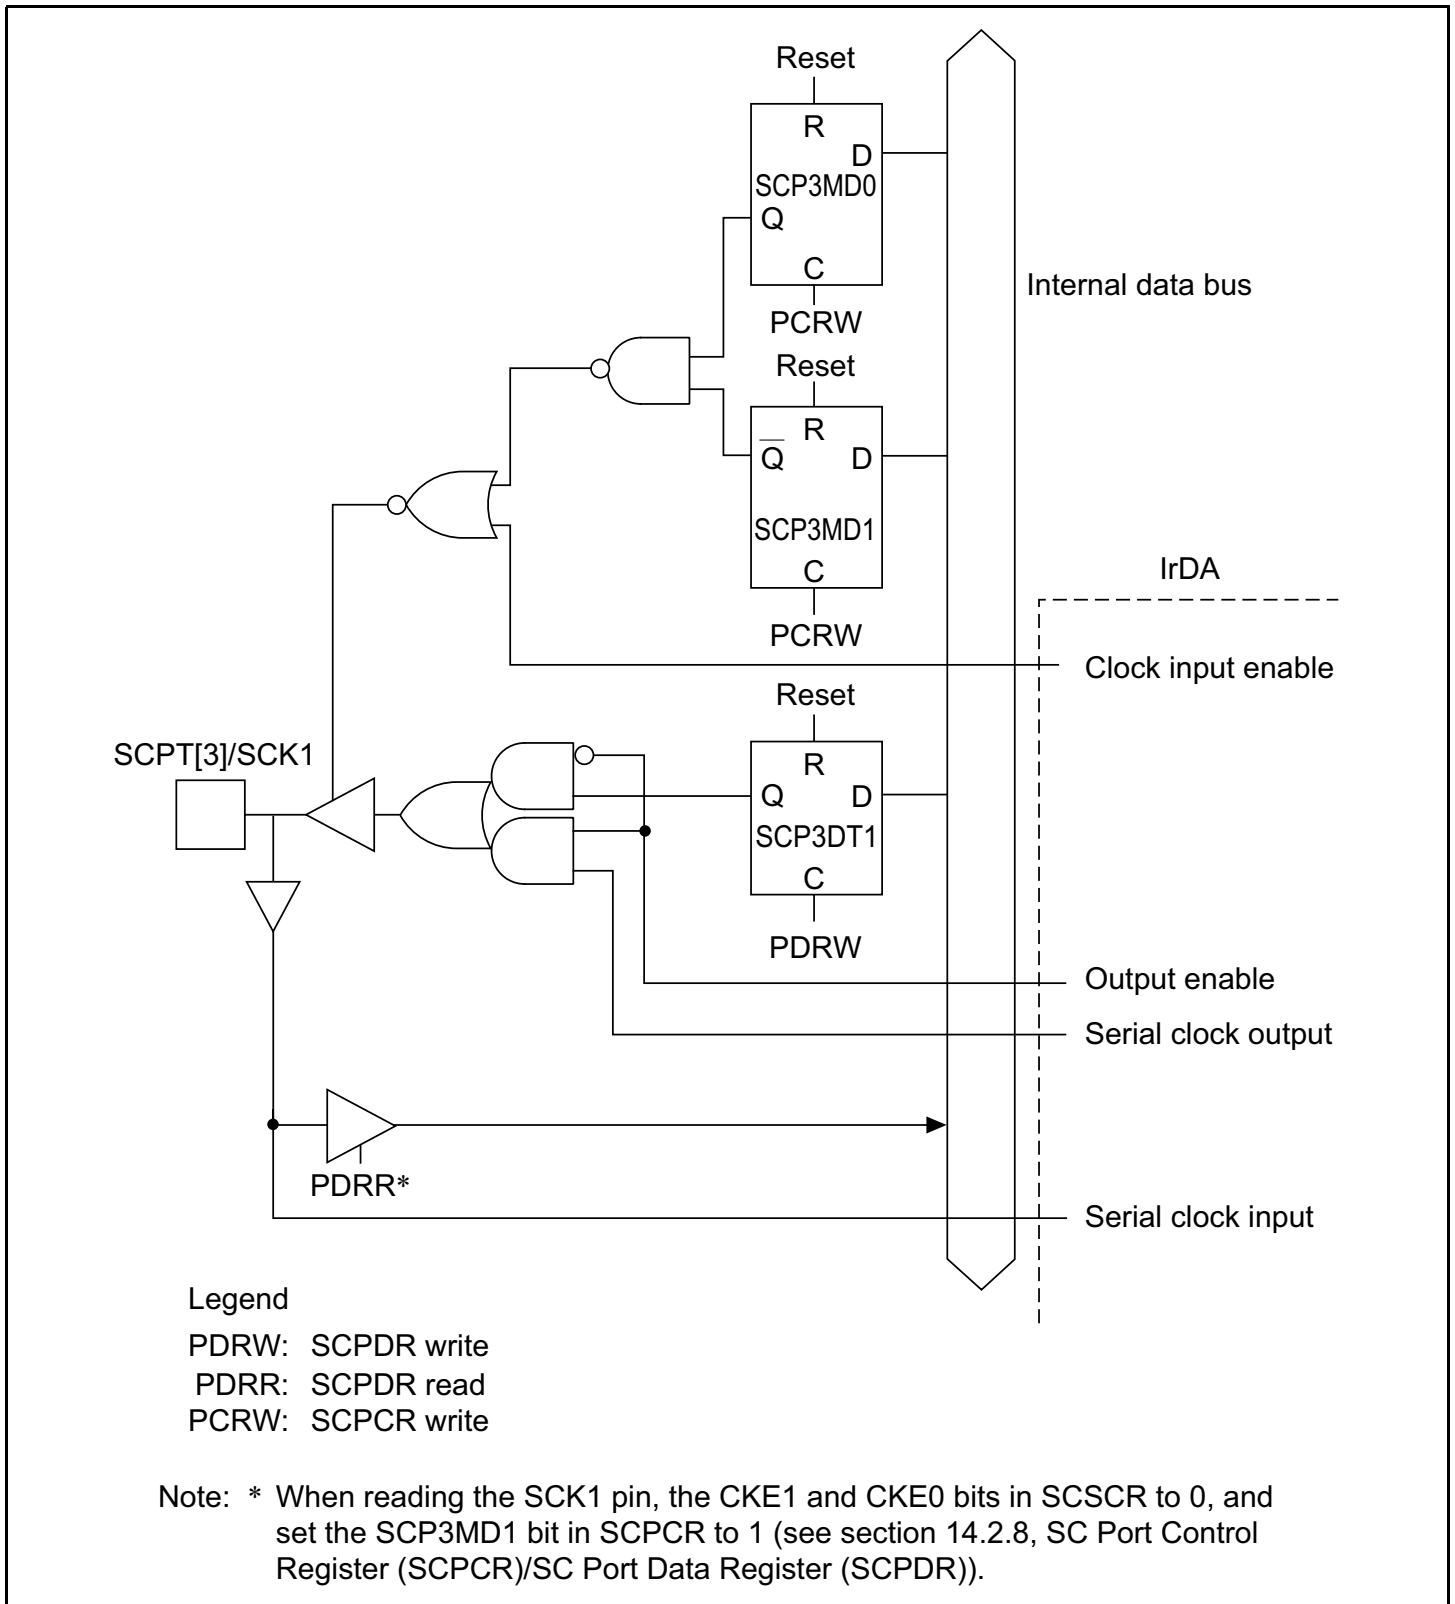 Reset
R
D
SCP3MD0
Q
C
PCRW
Internal data bus
Reset
R
Q
D
SCP3MD1
C
PCRW
IrDA
Clock input enable
Reset
SCPT[3]/SCK1
R
Q
D
SCP3DT1
C
PDRW
Output enable
Serial clock output
PDRR*
Serial clock input
Legend
PDRW: SCPDR write
PDRR: SCPDR read
PCRW: SCPCR write
Note: * When reading the SCK1 pin, the CKE1 and CKE0 bits in SCSCR to 0, and
set the SCP3MD1 bit in SCPCR to 1 (see section 14.2.8, SC Port Control
Register (SCPCR)/SC Port Data Register (SCPDR)).